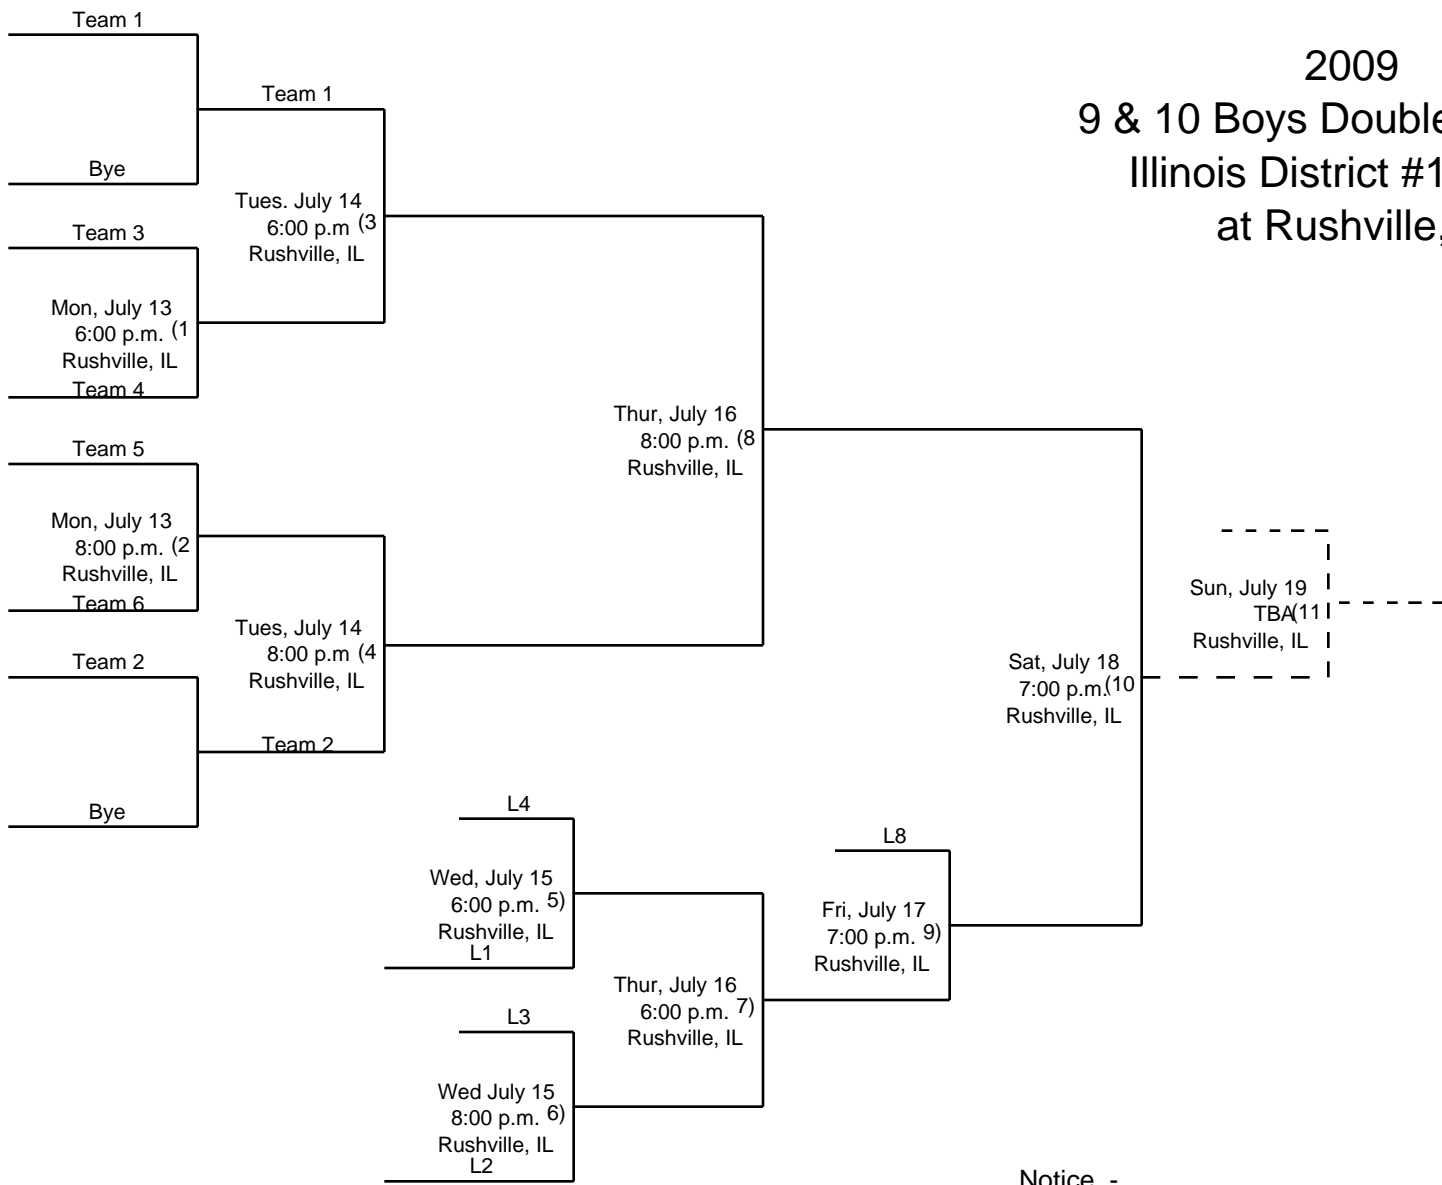 2009
9 & 10 Boys Double
Illinois District #1
at Rushville,
Team 1
Team 1
Bye
Tues. July 14
6:00 p.m (3
Rushville, IL
Team 3
Mon, July 13
6:00 p.m. (1
Rushville, IL
Team 4
Thur, July 16
8:00 p.m. (8
Rushville, IL
Team 5
Mon, July 13
8:00 p.m. (2
Rushville, IL
Team 6
Tues, July 14
8:00 p.m (4
Rushville, IL
Team 2
Team 2
Bye
Sun, July 19
TBA(11
Rushville, IL
Sat, July 18
7:00 p.m.(10
Rushville, IL
L4
Wed, July 15
6:00 p.m. 5)
Rushville, IL
L1
L8
Fri, July 17
7:00 p.m. 9)
Rushville, IL
Thur, July 16
6:00 p.m. 7)
Rushville, IL
L3
Wed July 15
8:00 p.m. 6)
Rushville, IL
L2
Notice -